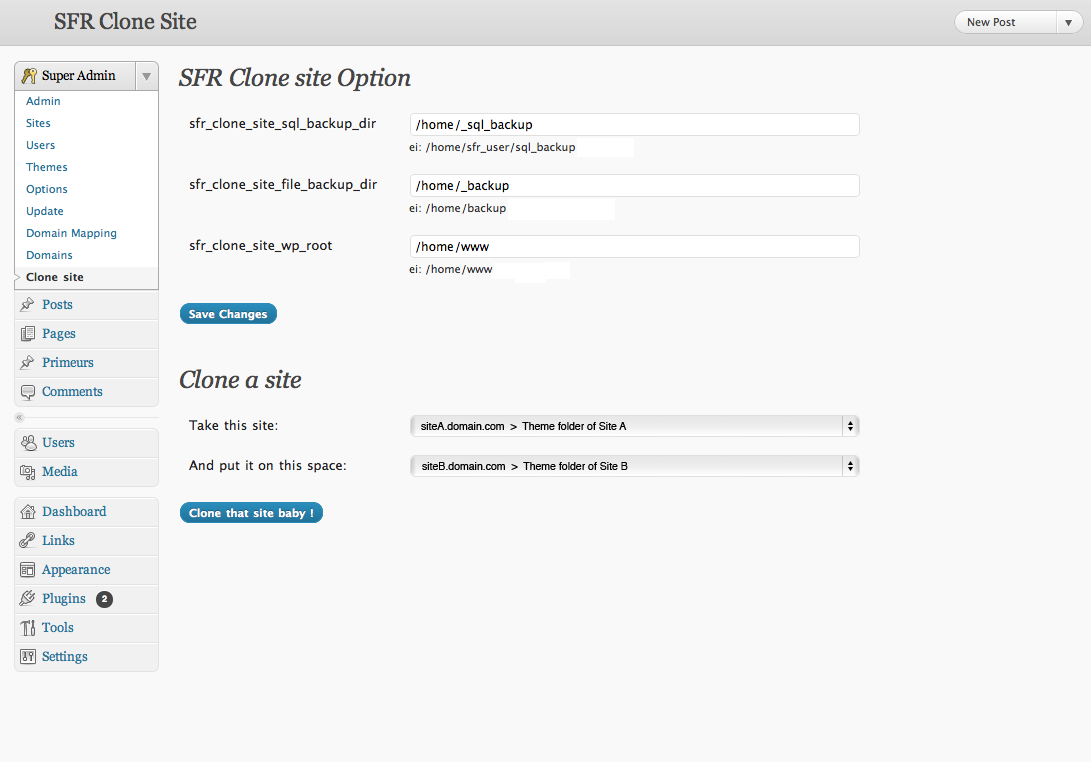 SFR Clone Site
New Post
Super Admin
Admin
Sites
Users
Themes
Options
Update
Domain Mapping
Domains
Clone site
Posts
Pages
Primeurs
Comments
Users
Media
Dashboard
Links
Appearance
Plugins 2
Tools
Settings
SFR Clone site Option
sfr_clone_site_sql_backup_dir
/home/_sql_backup
ei: /home/sfr_user/sql_backup
sfr_clone_site_file_backup_dir
/home/_backup
ei: /home/backup
sfr_clone_site_wp_root
/home/www
ei: /home/www
Save Changes
Clone a site
Take this site:
siteA.domain.com > Theme folder of Site A
And put it on this space:
siteB.domain.com > Theme folder of Site B
Clone that site baby !